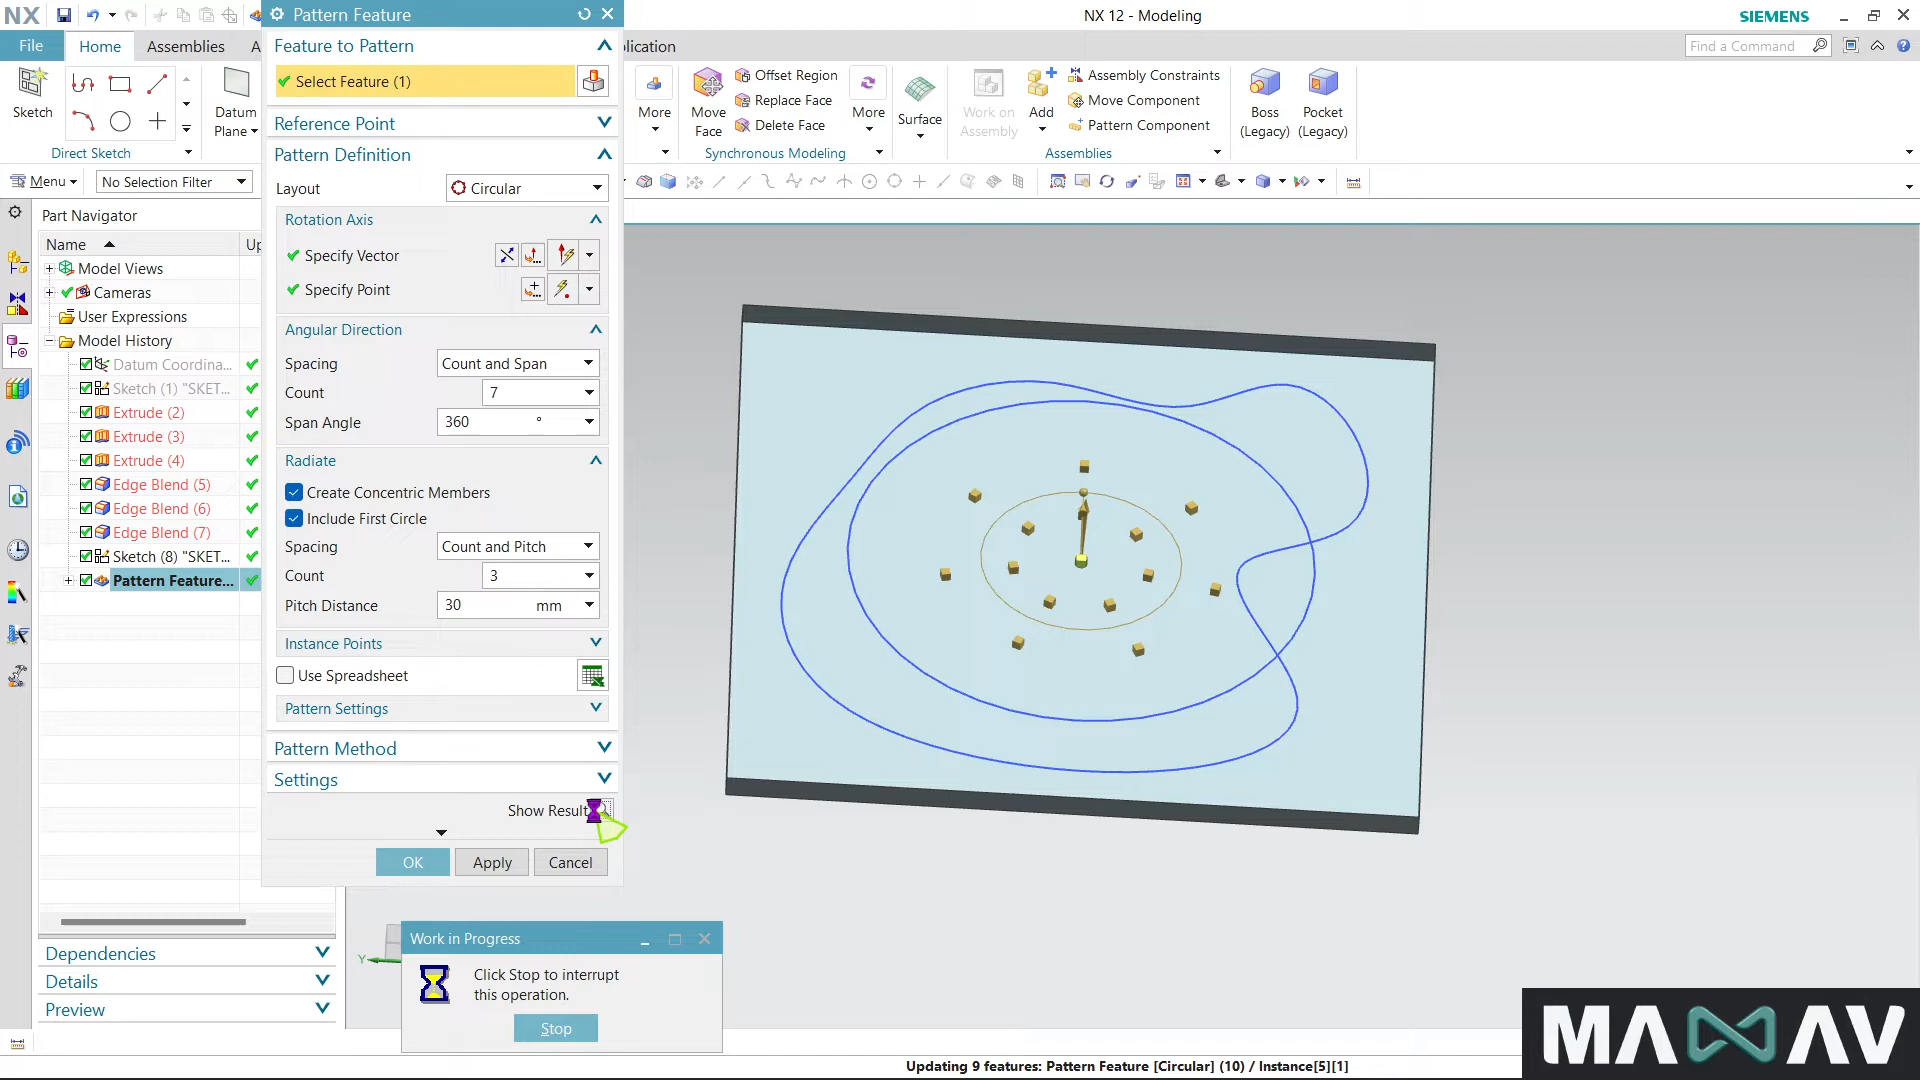 NX
Pattern Feature
NX 12 - Modeling
SIEMENS
File
Home
Assemblies
A
lication
Find a Command
Feature to Pattern
Select Feature (1)
Reference Point
Pattern Definition
Layout
Circular
Rotation Axis
Specify Vector
Specify Point
Angular Direction
Spacing
Count and Span
Count
7
Span Angle
360
°
Radiate
Create Concentric Members
Include First Circle
Spacing
Count and Pitch
Count
3
Pitch Distance
30
mm
Instance Points
Use Spreadsheet
Pattern Settings
Pattern Method
Settings
Show Result
OK
Apply
Cancel
Sketch
Datum
Plane
Direct Sketch
More
Move
Face
Offset Region
Replace Face
Delete Face
More
Synchronous Modeling
Surface
Work on
Assembly
Add
Assembly Constraints
Move Component
Pattern Component
Assemblies
Boss
(Legacy)
Pocket
(Legacy)
Menu
No Selection Filter
Part Navigator
Name
Up
Model Views
Cameras
User Expressions
Model History
Datum Coordina...
Sketch (1) "SKET...
Extrude (2)
Extrude (3)
Extrude (4)
Edge Blend (5)
Edge Blend (6)
Edge Blend (7)
Sketch (8) "SKET...
Pattern Feature...
Dependencies
Details
Preview
Y
Work in Progress
Click Stop to interrupt
this operation.
Stop
Updating 9 features: Pattern Feature [Circular] (10) / Instance[5][1]
MANAV